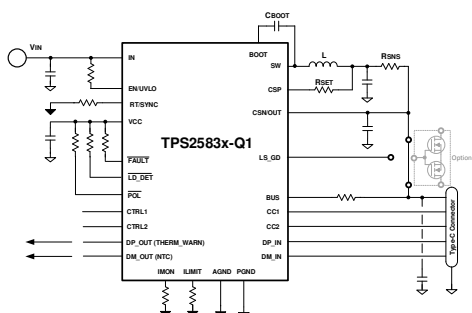 CBOOT
VIN
BOOT
IN
SW
L
RSNS
EN/UVLO
CSP
RSET
RT/SYNC
CSN/OUT
VCC
TPS2583x-Q1
FAULT
LS_GD
Option
LD_DET
POL
BUS
CTRL1
CC1
CTRL2
CC2
DP_OUT (THERM_WARN)
DP_IN
DM_OUT (NTC)
DM_IN
Type-C Connector
IMON
ILIMIT
AGND
PGND